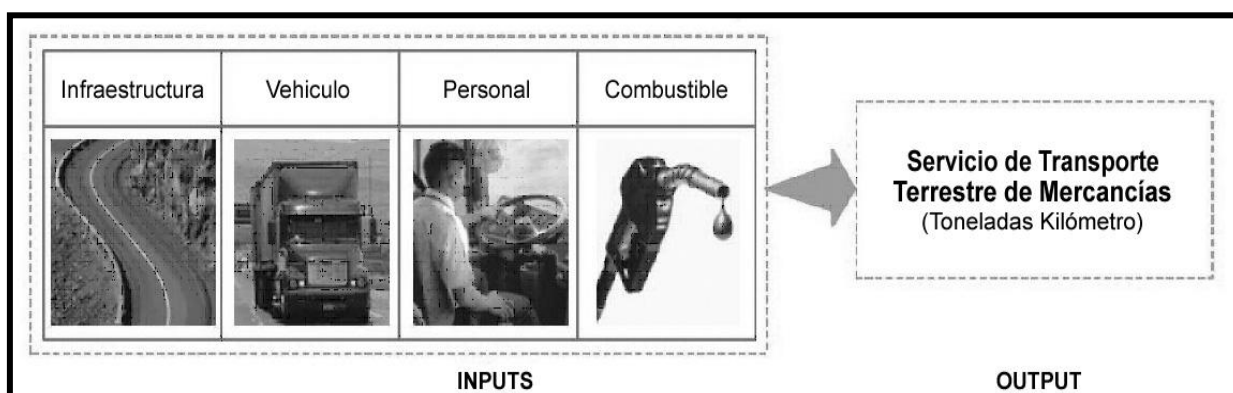 Infraestructura
Vehiculo
Personal
Combustible
Servicio de Transporte
Terrestre de Mercancías
(Toneladas Kilómetro)
INPUTS
OUTPUT